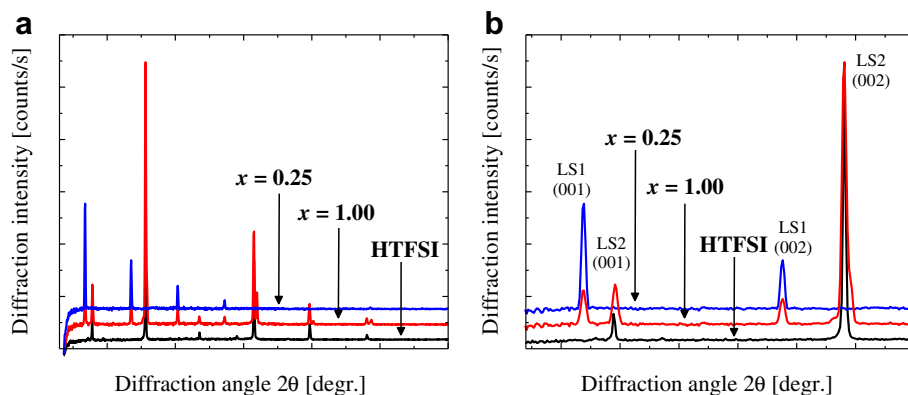 a
Diffraction intensity [counts/s]
x = 0.25
x = 1.00
HTFSI
Diffraction angle 2θ [degr.]
b
Diffraction intensity [counts/s]
LS2
(002)
x = 0.25
LS1
(001)
x = 1.00
LS2
(001)
HTFSI
LS1
(002)
Diffraction angle 2θ [degr.]